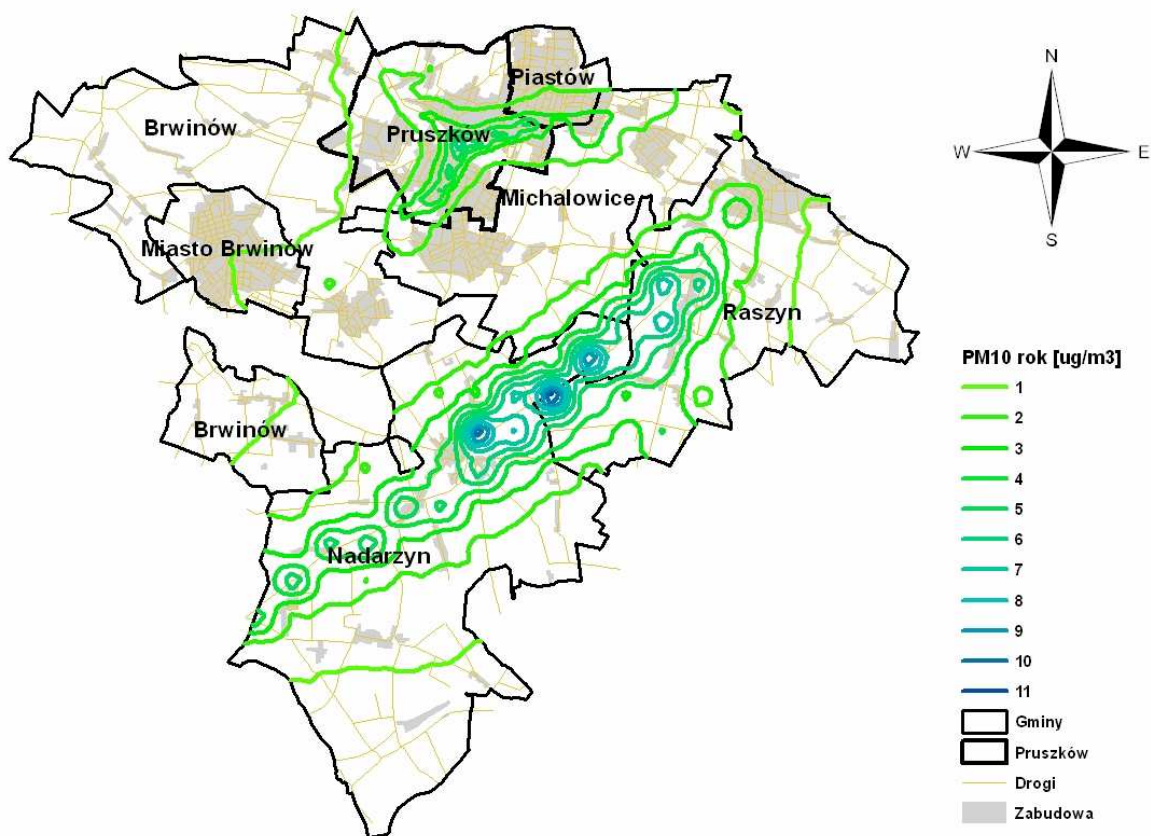 N
W E
S
Piastów
Brwinów
Pruszków
Michalowice
Miasto Brwinów
Raszyn
Brwinów
Nadarzyn
PM10 rok [ug/m3]
1
2
3
4
5
6
7
8
9
10
11
Gminy
Pruszków
Drogi
Zabudowa